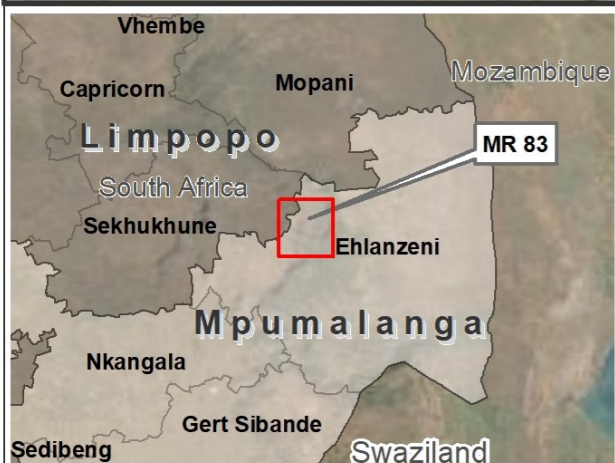 Vhembe
Mozambique
Mopani
Capricorn
Limpopo
MR 83
South Africa
Sekhukhune
Ehlanzeni
Mpumalanga
Nkangala
Gert Sibande
Sedibeng
Swaziland